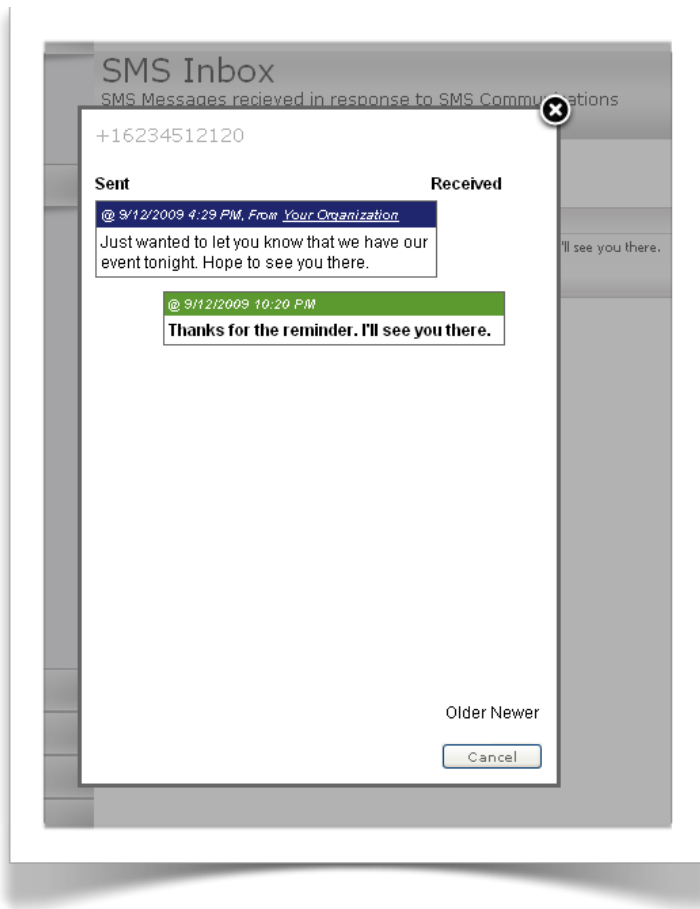 SMS Inbox
SMS Messages recieved in response to SMS Commu ations
+16234512120
Sent Received
@ 9/12/2009 4:29 PM, From Your Organization
Just wanted to let you know that we have our
event tonight. Hope to see you there.
'll see you there.
@ 9/12/2009 10:20 PM
Thanks for the reminder. I'll see you there.
Older Newer
Cancel